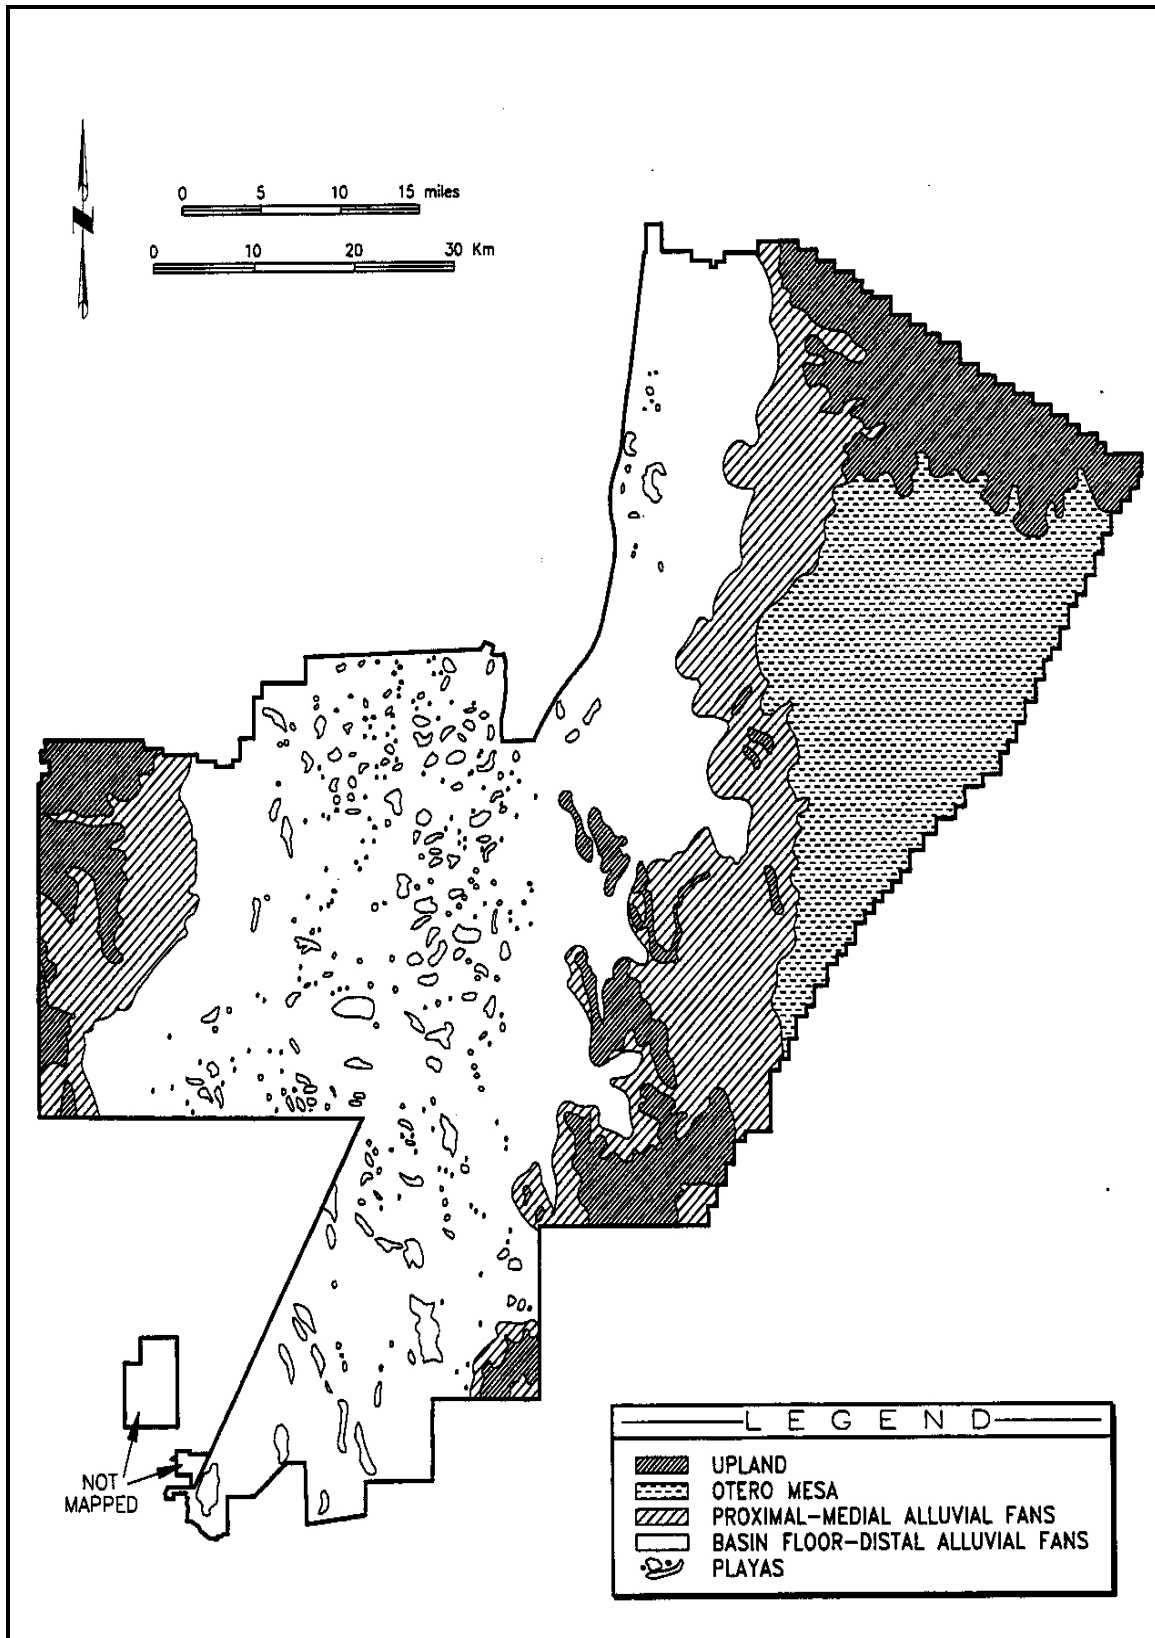 0 5 10 15 miles
N
0 10 20 30 Km
NOT
MAPPED
LEGEND
UPLAND
OTERO MESA
PROXIMAL-MEDIAL ALLUVIAL FANS
BASIN FLOOR-DISTAL ALLUVIAL FANS
PLAYAS